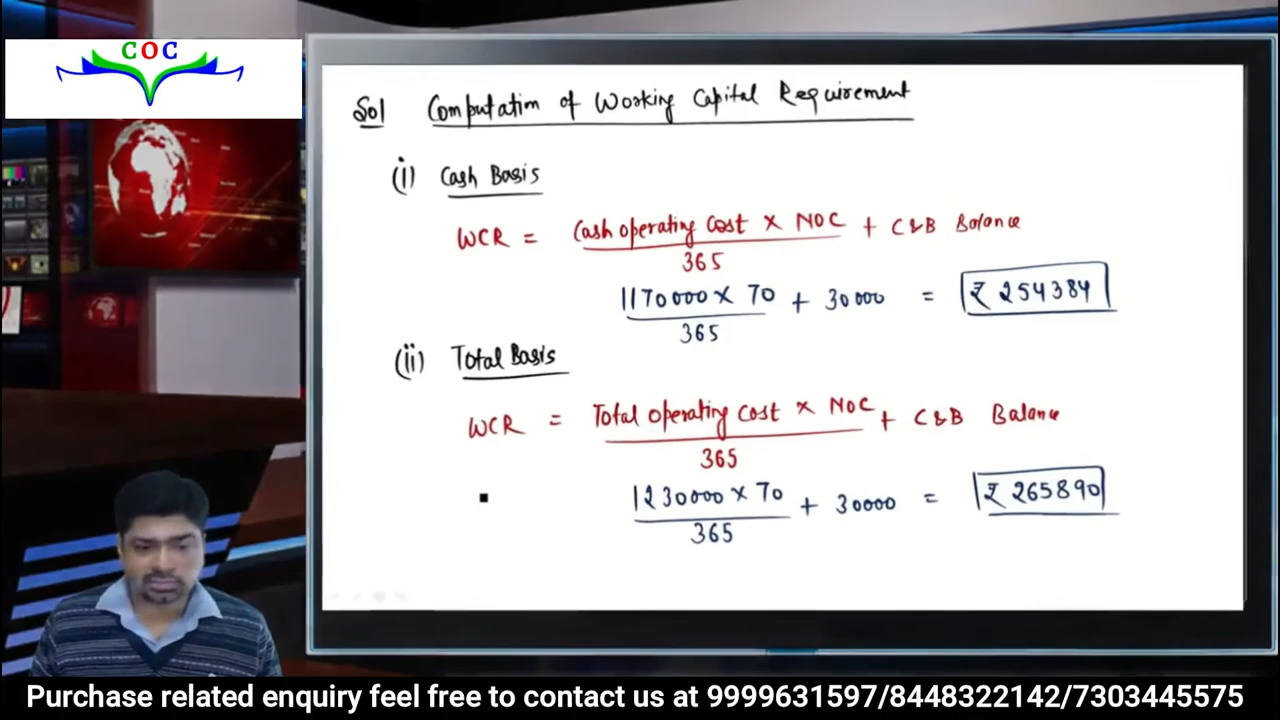 COC
Sol Computation of Working Capital Requirement
(i) Cash Basis
WCR = Cash operating Cost × NOC + C&B Balance
365
1170000 × 70 + 30000 = ₹ 254384
365
(ii) Total Basis
WCR = Total operating Cost × NOC + C&B Balance
365
1230000 × 70 + 30000 = ₹ 265890
365
Purchase related enquiry feel free to contact us at 9999631597/8448322142/7303445575